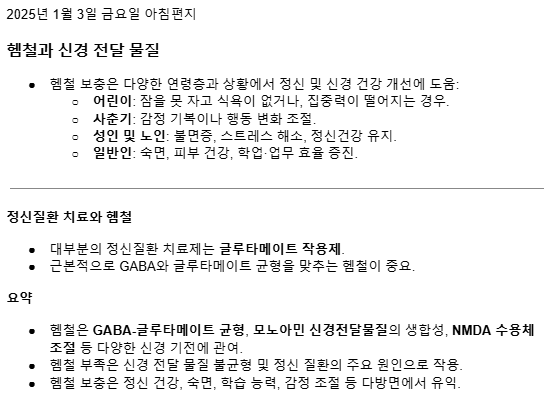 2025년 1월 3일 금요일 아침편지
헴철과 신경 전달 물질
● 헴철 보충은 다양한 연령층과 상황에서 정신 및 신경 건강 개선에 도움:
○ 어린이: 잠을 못 자고 식욕이 없거나, 집중력이 떨어지는 경우.
○ 사춘기: 감정 기복이나 행동 변화 조절.
○ 성인 및 노인: 불면증, 스트레스 해소, 정신건강 유지.
○ 일반인: 숙면, 피부 건강, 학업·업무 효율 증진.
정신질환 치료와 헴철
● 대부분의 정신질환 치료제는 글루타메이트 작용제.
● 근본적으로 GABA와 글루타메이트 균형을 맞추는 헴철이 중요.
요약
● 헴철은 GABA-글루타메이트 균형, 모노아민 신경전달물질의 생합성, NMDA 수용체
조절 등 다양한 신경 기전에 관여.
● 헴철 부족은 신경 전달 물질 불균형 및 정신 질환의 주요 원인으로 작용.
● 헴철 보충은 정신 건강, 숙면, 학습 능력, 감정 조절 등 다방면에서 유익.